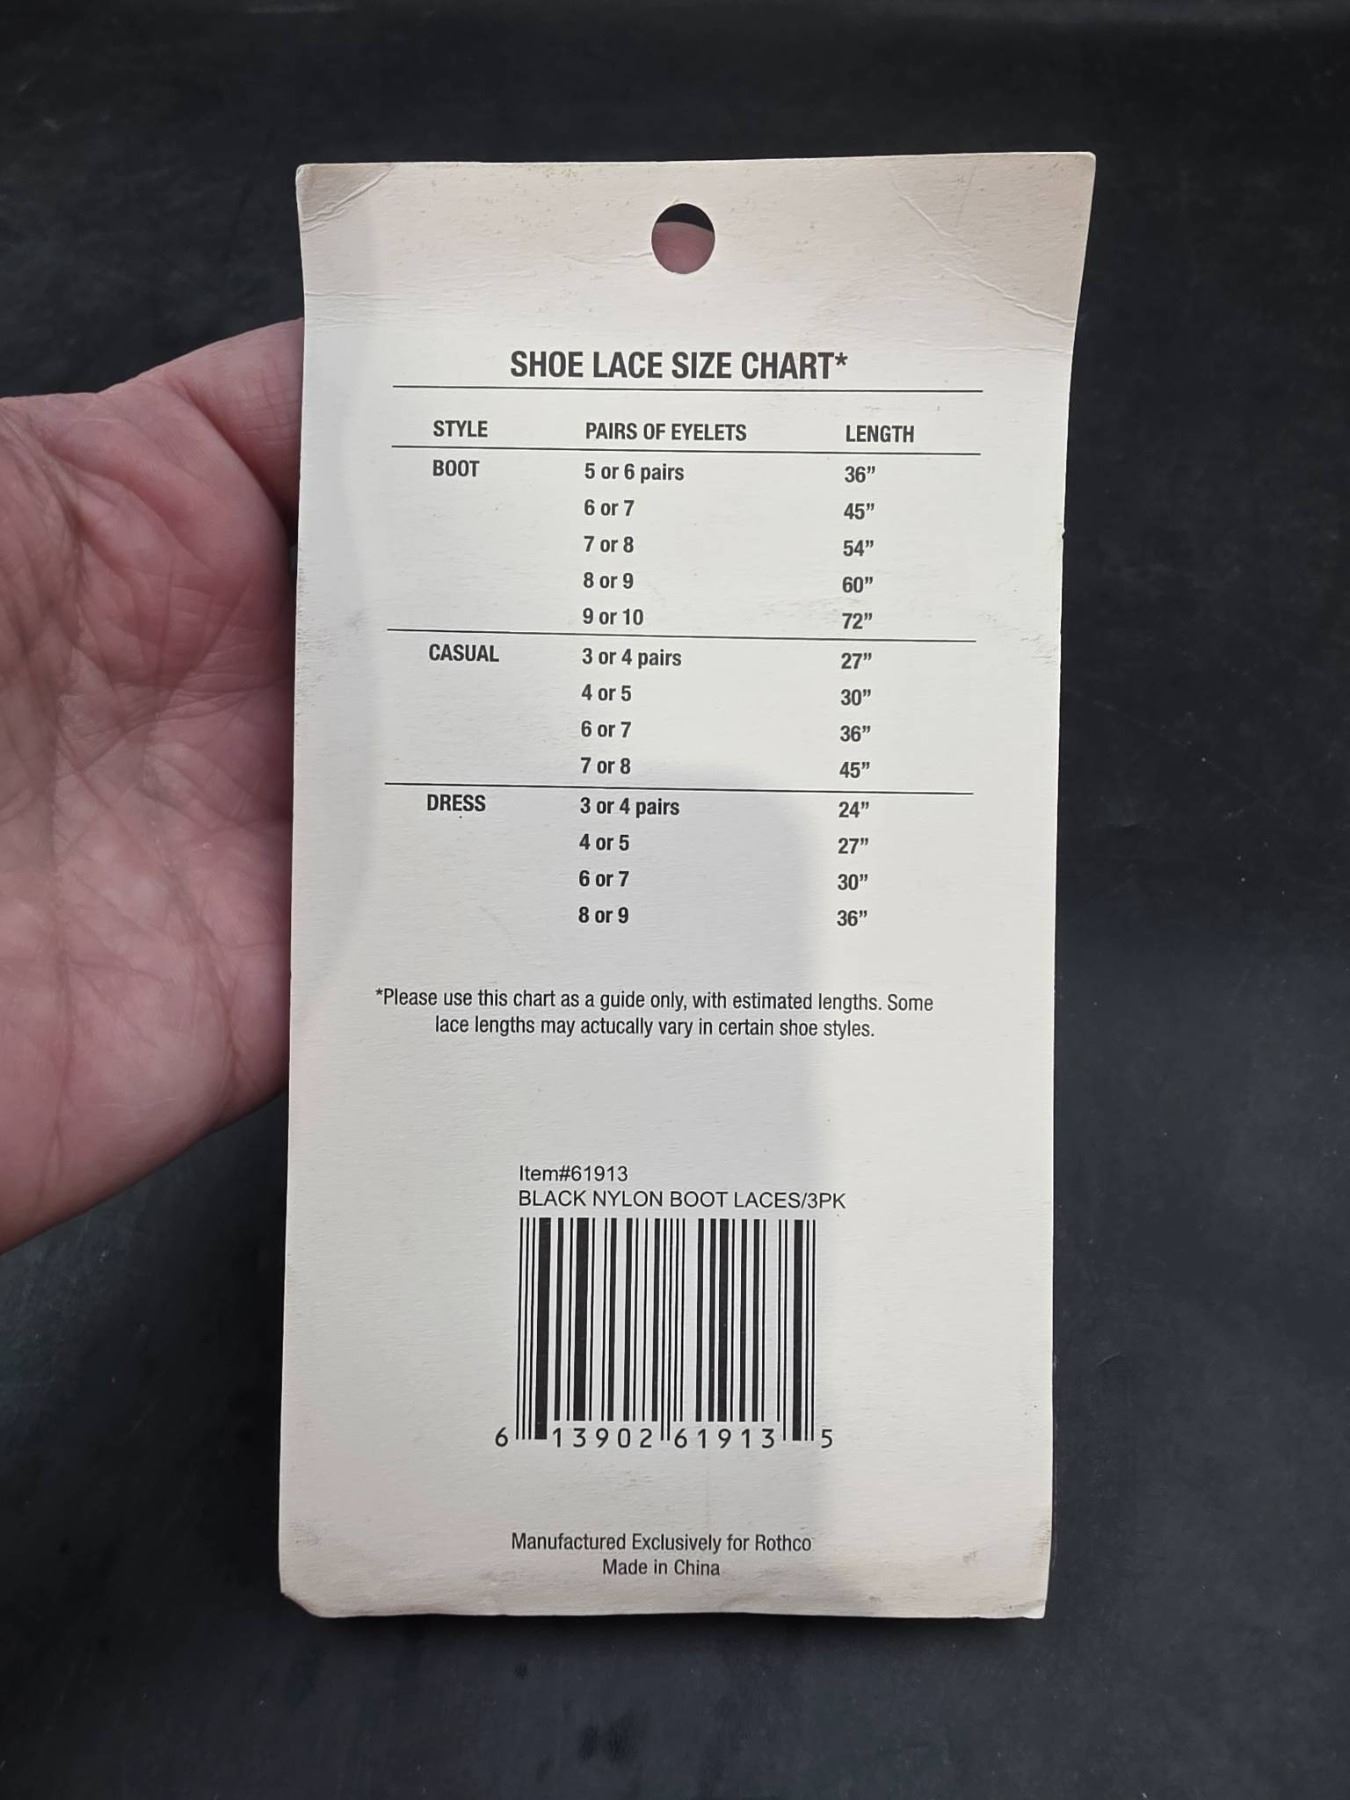 SHOE LACE SIZE CHART*
STYLE PAIRS OF EYELETS LENGTH
BOOT 5 or 6 pairs 36”
6 or 7 45”
7 or 8 54”
8 or 9 60”
9 or 10 72”
CASUAL 3 or 4 pairs 27”
4 or 5 30”
6 or 7 36”
7 or 8 45”
DRESS 3 or 4 pairs 24”
4 or 5 27”
6 or 7 30”
8 or 9 36”
*Please use this chart as a guide only, with estimated lengths. Some
lace lengths may actucally vary in certain shoe styles.
Item#61913
BLACK NYLON BOOT LACES/3PK
6 13902 61913 5
Manufactured Exclusively for Rothco
Made in China